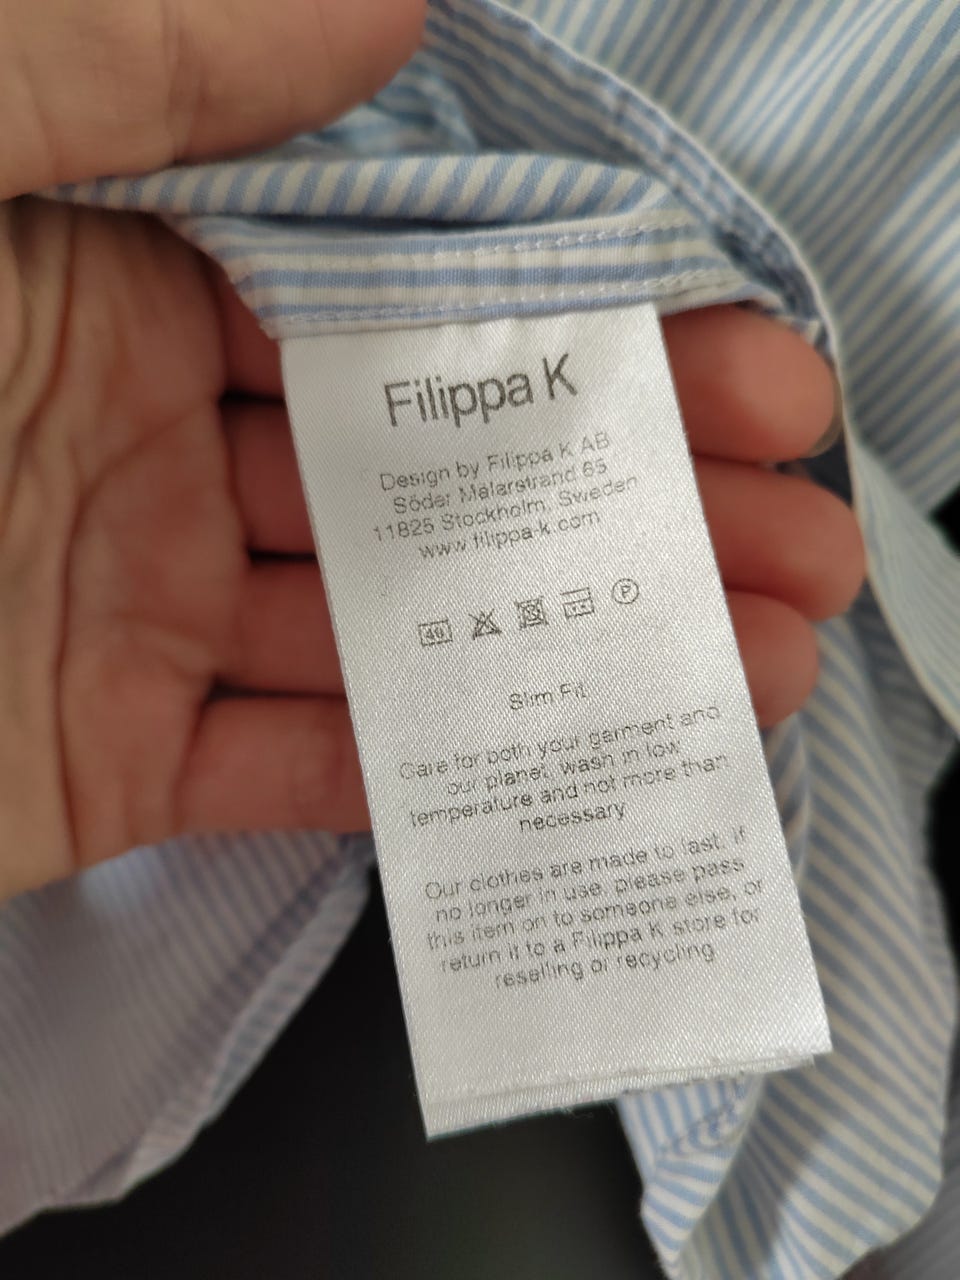 Filippa K
Design by Filippa K AB
Söder Mälarstrand 65
11825 Stockholm, Sweden
www.filippa-k.com
40
P
Slim Fit
Care for both your garment and
our planet, wash in low
temperature and not more than
necessary
Our clothes are made to last. If
no longer in use, please pass
this item on to someone else, or
return it to a Filippa K store for
reselling or recycling